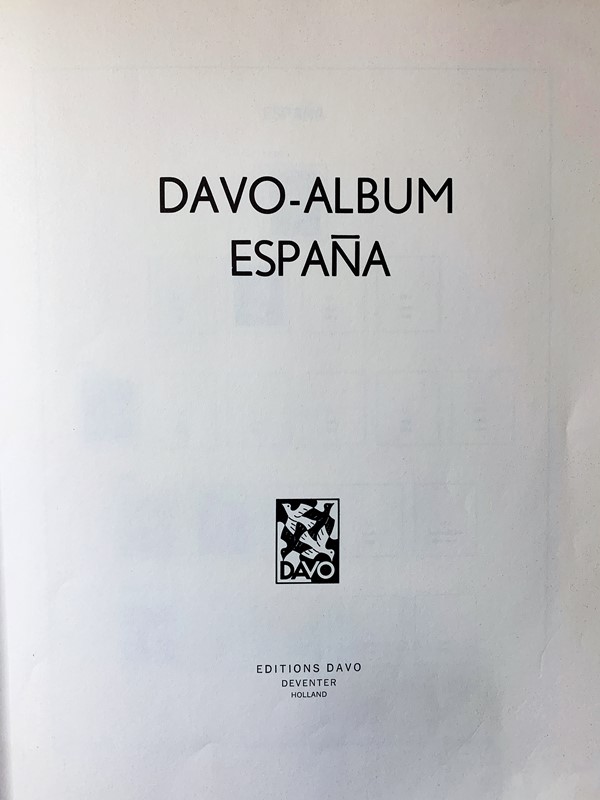 DAVO-ALBUM
ESPAÑA
DAVO
EDITIONS DAVO
DEVENTER
HOLLAND